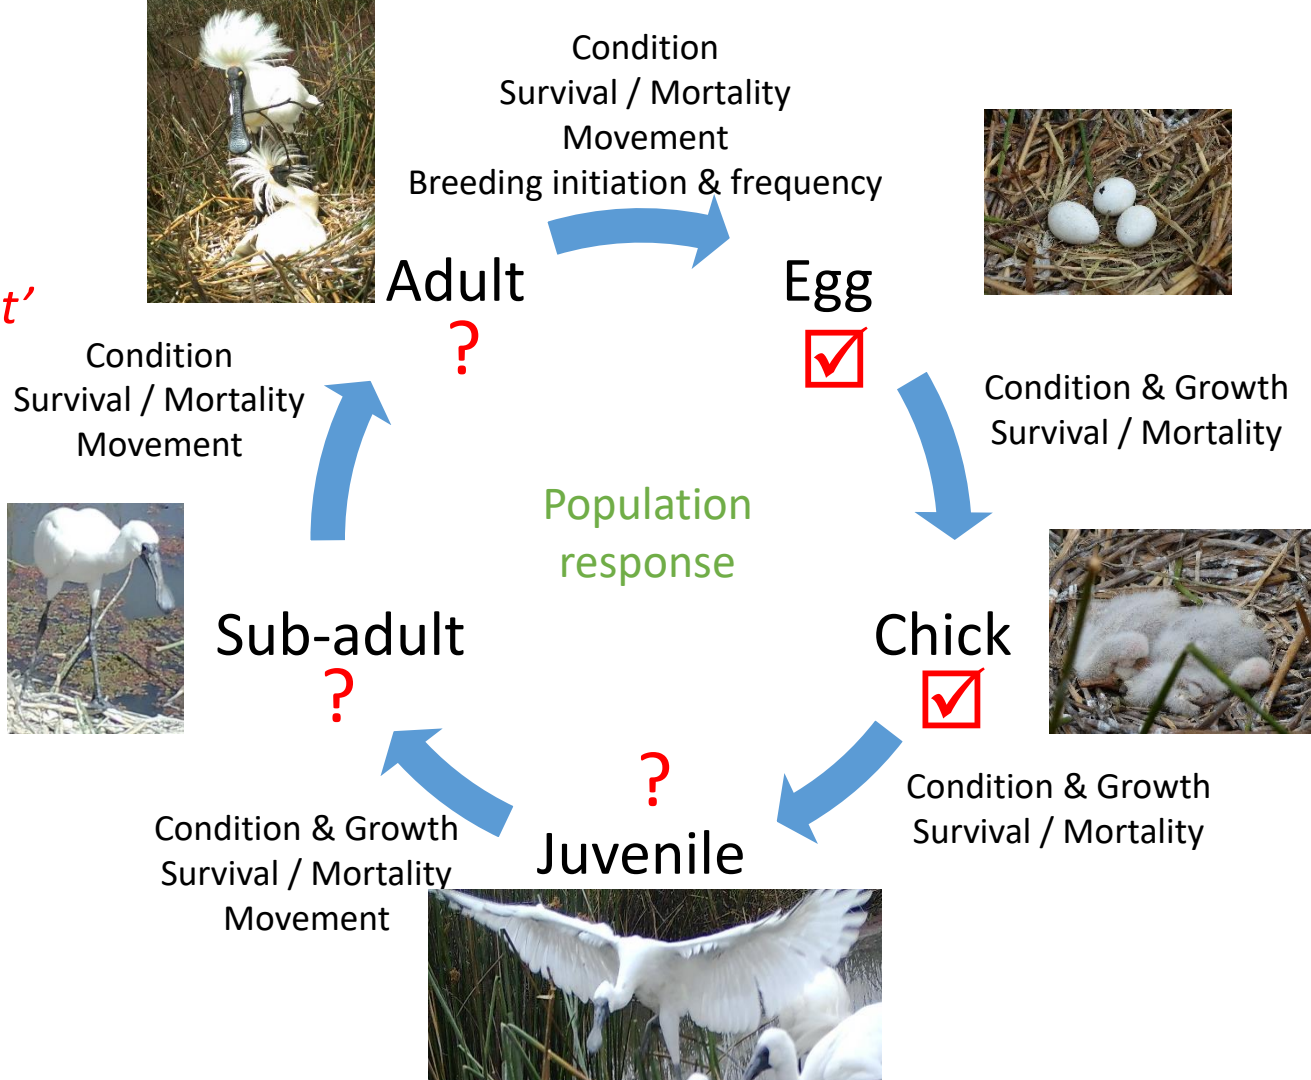 Condition
Survival / Mortality
Movement
Breeding initiation & frequency
Adult
?
Egg
☑
t’
Condition
Survival / Mortality
Movement
Condition & Growth
Survival / Mortality
Population
response
Sub-adult
?
Chick
☑
Condition & Growth
Survival / Mortality
?
Juvenile
Condition & Growth
Survival / Mortality
Movement